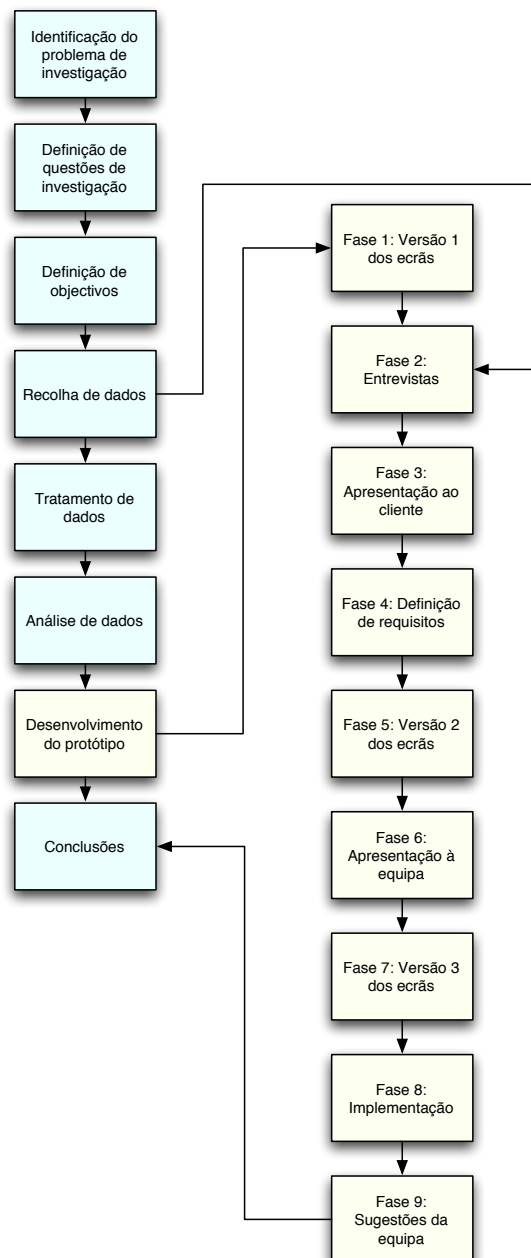 Identificação do
problema de
investigação
Definição de
questões de
investigação
Definição de
objectivos
Recolha de dados
Tratamento de
dados
Análise de dados
Desenvolvimento
do protótipo
Conclusões
Fase 1: Versão 1
dos ecrãs
Fase 2:
Entrevistas
Fase 3:
Apresentação ao
cliente
Fase 4: Definição
de requisitos
Fase 5: Versão 2
dos ecrãs
Fase 6:
Apresentação à
equipa
Fase 7: Versão 3
dos ecrãs
Fase 8:
Implementação
Fase 9:
Sugestões da
equipa